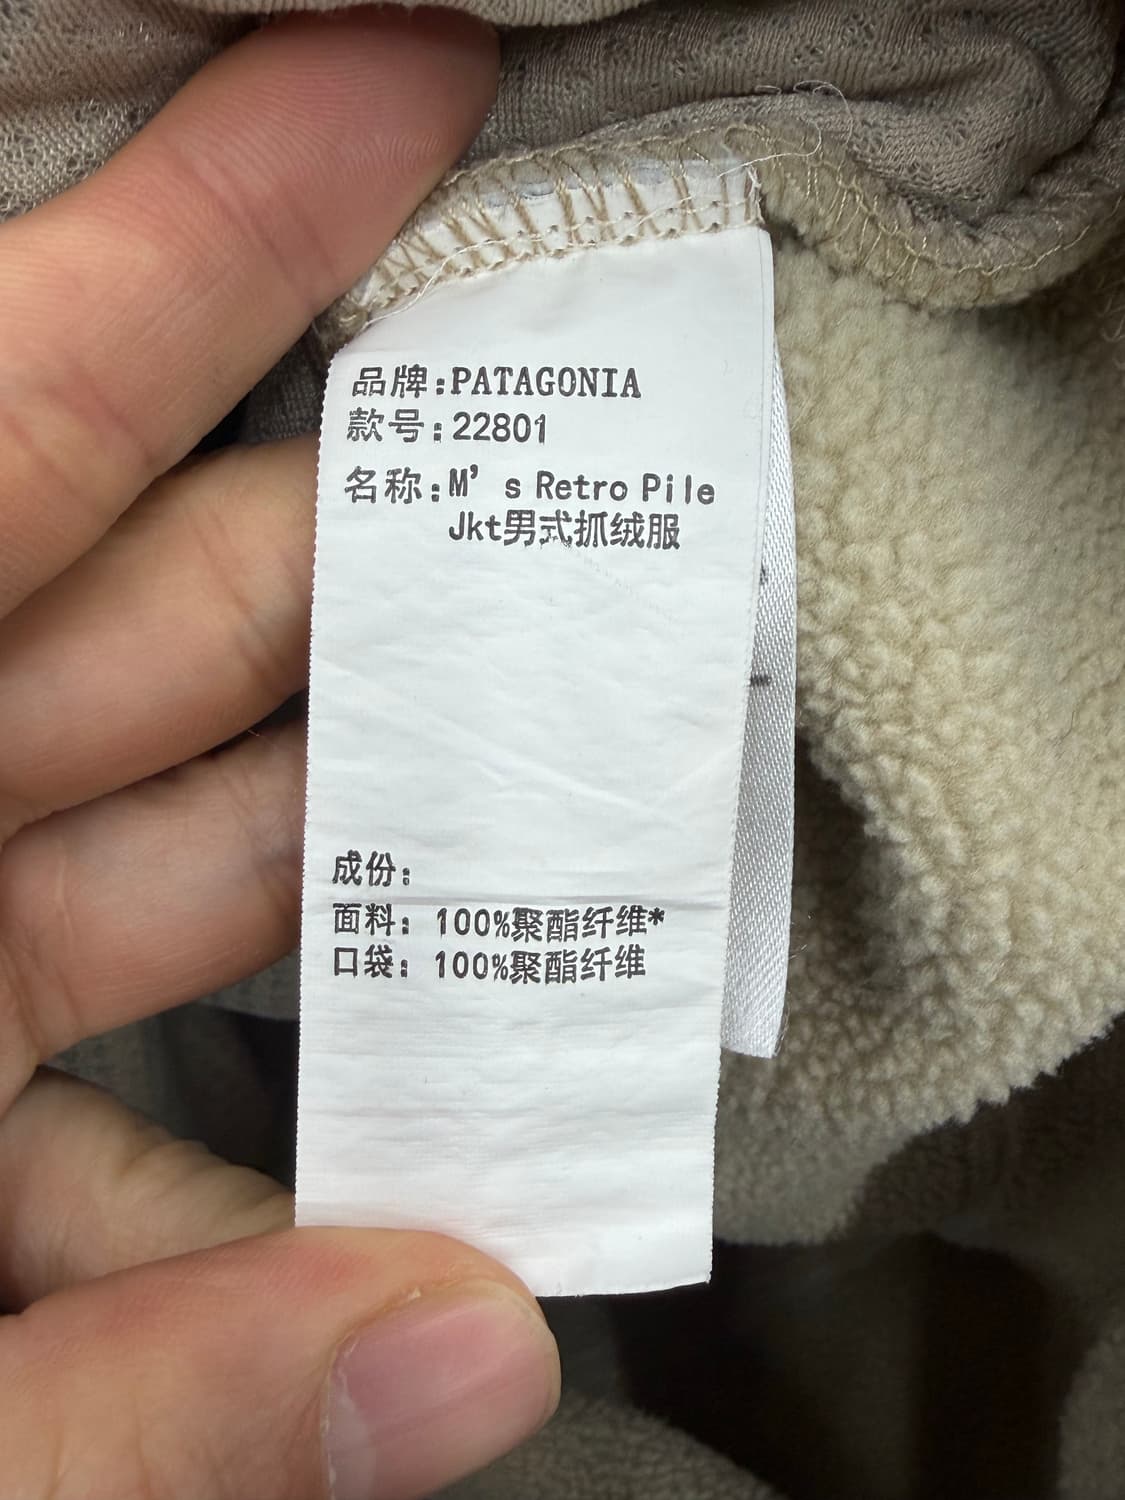 品牌:PATAGONIA
款号:22801
名称:M’s Retro Pile
Jkt男式抓绒服
成份:
面料: 100%聚酯纤维*
口袋: 100%聚酯纤维